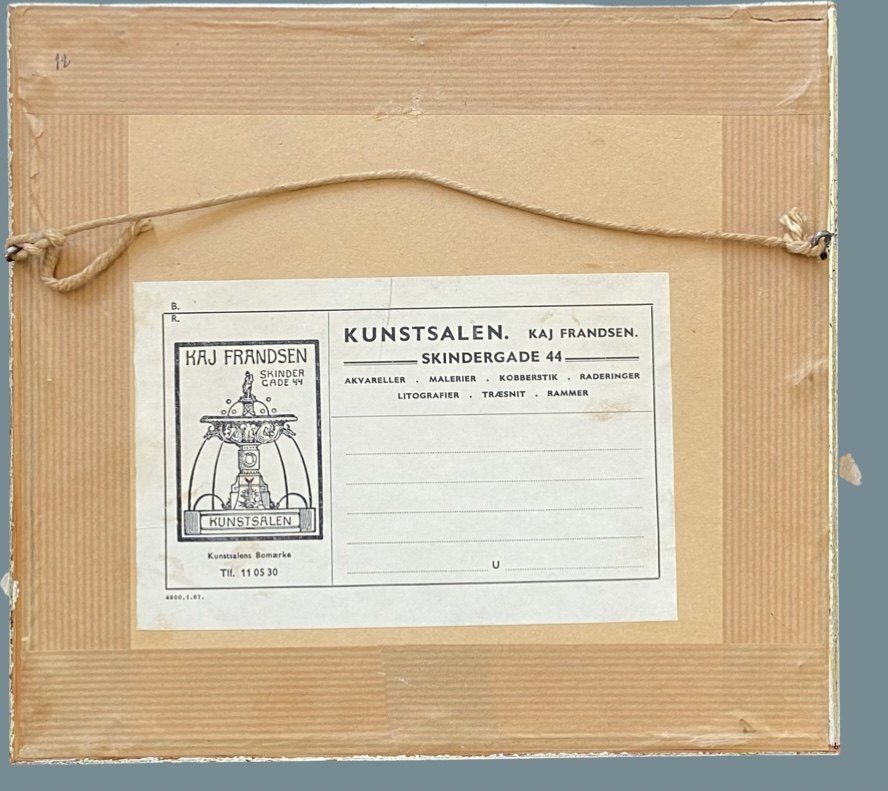 12
B.
R.
KAJ FRANDSEN
SKINDER
GADE 44
KUNSTSALEN
Kunstsalens Bomærke
Tlf. 11 05 30
4000.1.67.
KUNSTSALEN. KAJ FRANDSEN.
SKINDERGADE 44
AKVARELLER . MALERIER . KOBBERSTIK . RADERINGER
LITOGRAFIER . TRÆSNIT . RAMMER
U